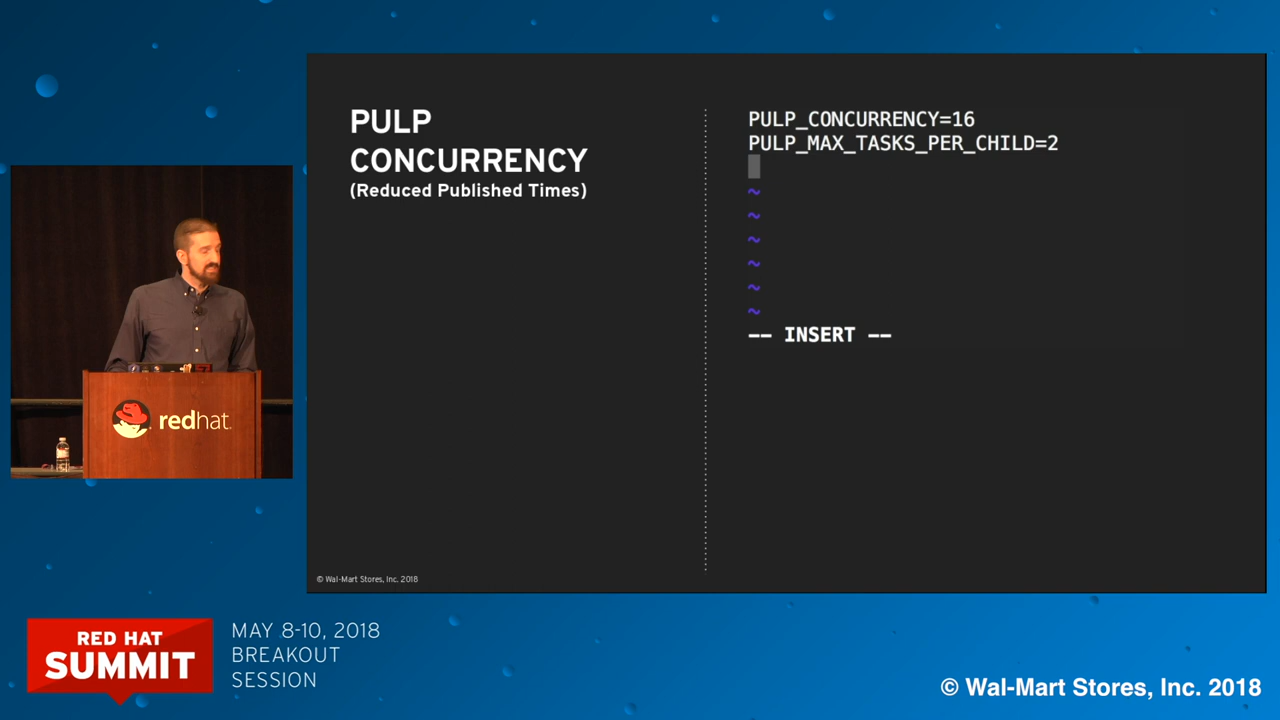 PULP
CONCURRENCY
(Reduced Published Times)
PULP_CONCURRENCY=16
PULP_MAX_TASKS_PER_CHILD=2
~
~
~
~
~
~
-- INSERT --
© Wal-Mart Stores, Inc. 2018
redhat.
RED HAT
SUMMIT
MAY 8-10, 2018
BREAKOUT
SESSION
© Wal-Mart Stores, Inc. 2018